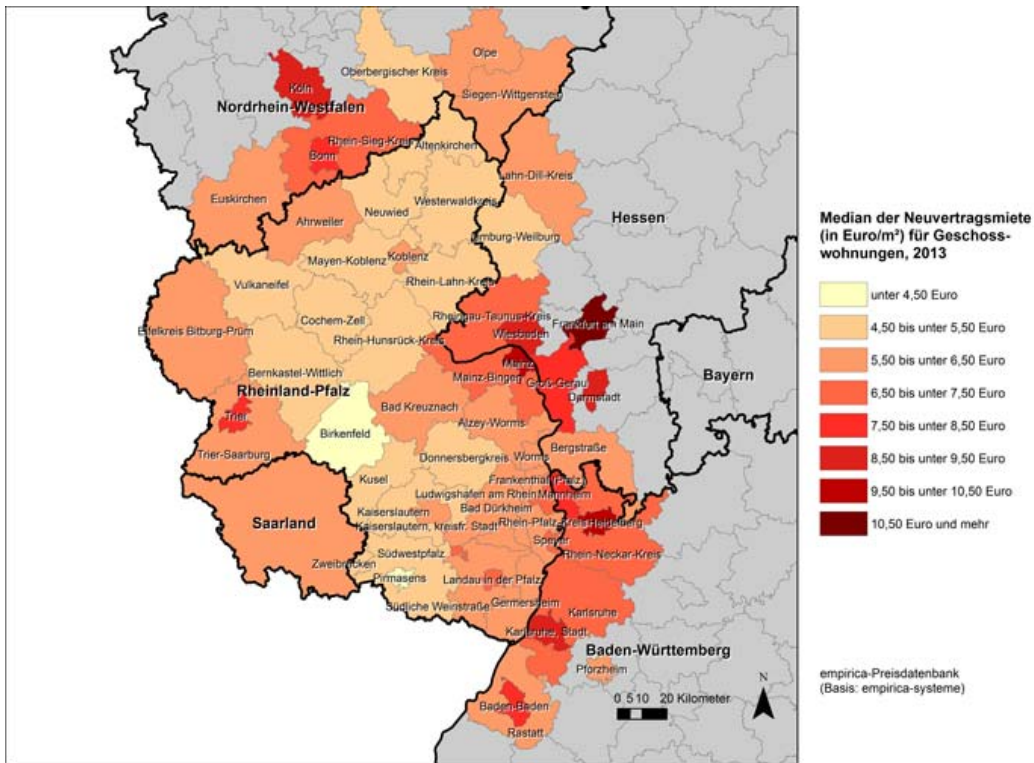 Olpe
Oberbergischer Kreis
Siegen-Wittgenstein
Köln
Nordrhein-Westfalen
Rhein-Sieg-Kreis
Altenkirchen
Bonn
Lahn-Dill-Kreis
Euskirchen
Westerwaldkreis
Ahrweiler
Neuwied
Hessen
Limburg-Weilburg
Mayen-Koblenz
Koblenz
Vulkaneifel
Rhein-Lahn-Kreis
Cochem-Zell
Rheingau-Taunus-Kreis
Eifelkreis Bitburg-Prüm
Wiesbaden
Frankfurt am Main
Rhein-Hunsrück-Kreis
Mainz
Bayern
Bernkastel-Wittlich
Mainz-Bingen
Groß-Gerau
Rheinland-Pfalz
Darmstadt
Trier
Bad Kreuznach
Alzey-Worms
Birkenfeld
Bergstraße
Trier-Saarburg
Donnersbergkreis
Worms
Kusel
Frankenthal (Pfalz)
Ludwigshafen am Rhein
Mannheim
Kaiserslautern
Bad Dürkheim
Saarland
Kaiserslautern, kreisfr. Stadt
Rhein-Pfalz-Kreis
Heidelberg
Speyer
Südwestpfalz
Rhein-Neckar-Kreis
Zweibrücken
Pirmasens
Landau in der Pfalz
Südliche Weinstraße
Germersheim
Karlsruhe
Karlsruhe, Stadt
Baden-Württemberg
Pforzheim
Baden-Baden
Rastatt
0 5 10 20 Kilometer
N
Median der Neuvertragsmiete
(in Euro/m²) für Geschoss-
wohnungen, 2013
unter 4,50 Euro
4,50 bis unter 5,50 Euro
5,50 bis unter 6,50 Euro
6,50 bis unter 7,50 Euro
7,50 bis unter 8,50 Euro
8,50 bis unter 9,50 Euro
9,50 bis unter 10,50 Euro
10,50 Euro und mehr
empirica-Preisdatenbank
(Basis: empirica-systeme)